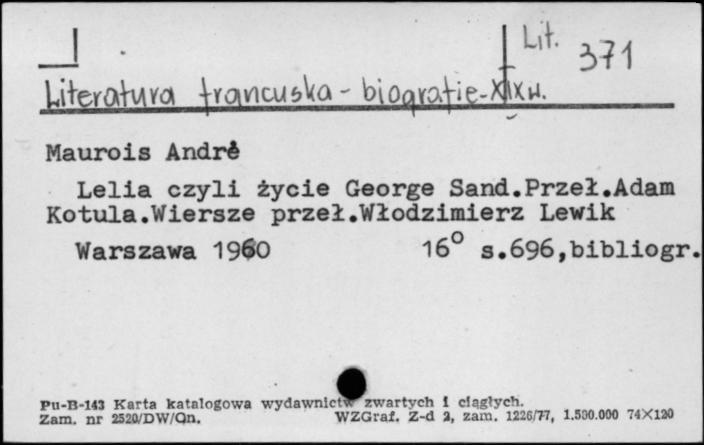 Lit. 371
Literatura francuska - biografie - XIX w.
Maurois André
Lelia czyli życie George Sand.Przeł.Adam
Kotula.Wiersze przeł.Włodzimierz Lewik
Warszawa 1960 16° s.696,bibliogr.
Pu-B-143 Karta katalogowa wydawnictw zwartych i ciągłych.
Zam. nr 2520/DW/Qn. WZGraf. Z-d 2, zam. 1226/77, 1.500.000 74X120